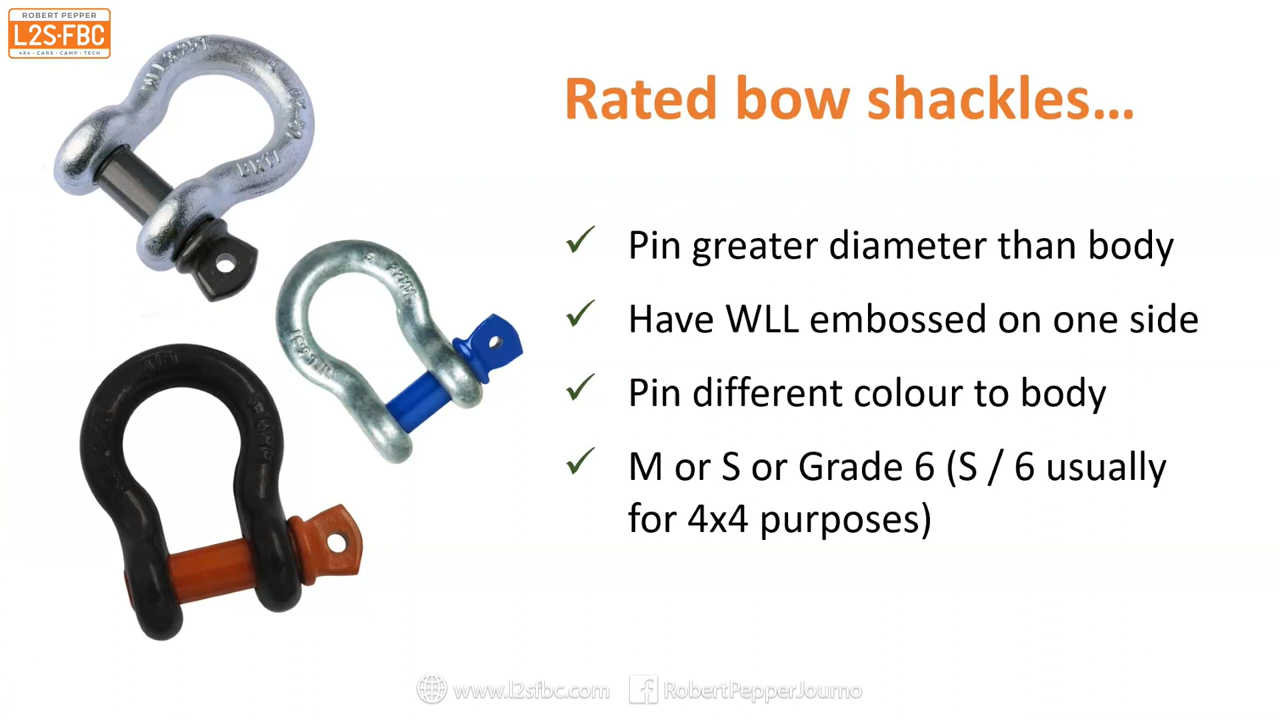 ROBERT PEPPER
L2S-FBC
4X4 • CARS • CAMP • TECH
Rated bow shackles...
Pin greater diameter than body
Have WLL embossed on one side
Pin different colour to body
M or S or Grade 6 (S / 6 usually
for 4x4 purposes)
www.l2sfbc.com
RobertPepperJourno